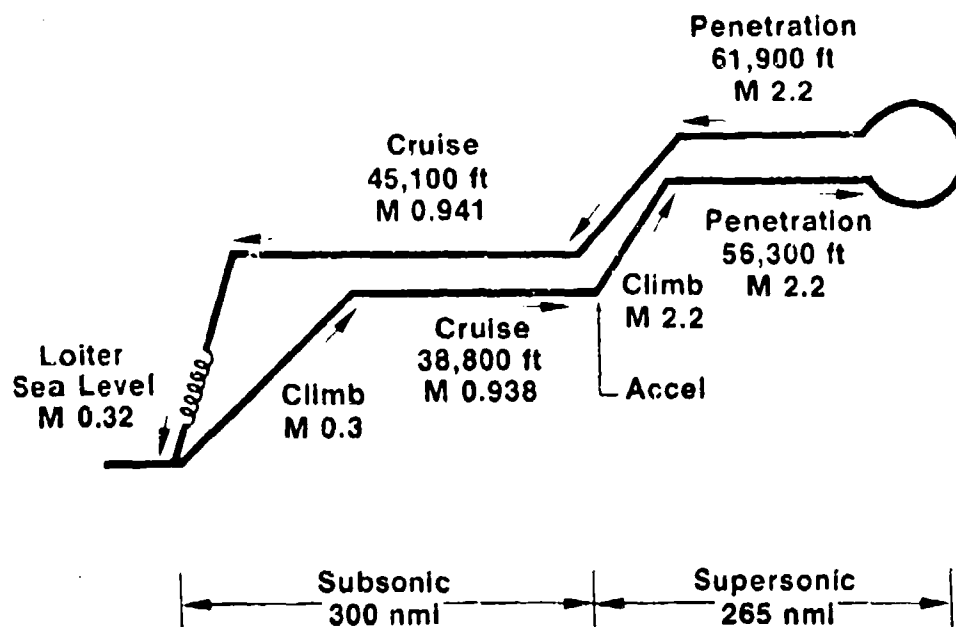 Penetration
61,900 ft
M 2.2
Cruise
45,100 ft
M 0.941
Penetration
56,300 ft
M 2.2
Climb
M 2.2
Cruise
38,800 ft
M 0.938
Accel
Loiter
Sea Level
M 0.32
Climb
M 0.3
Subsonic
300 nmi
Supersonic
265 nmi